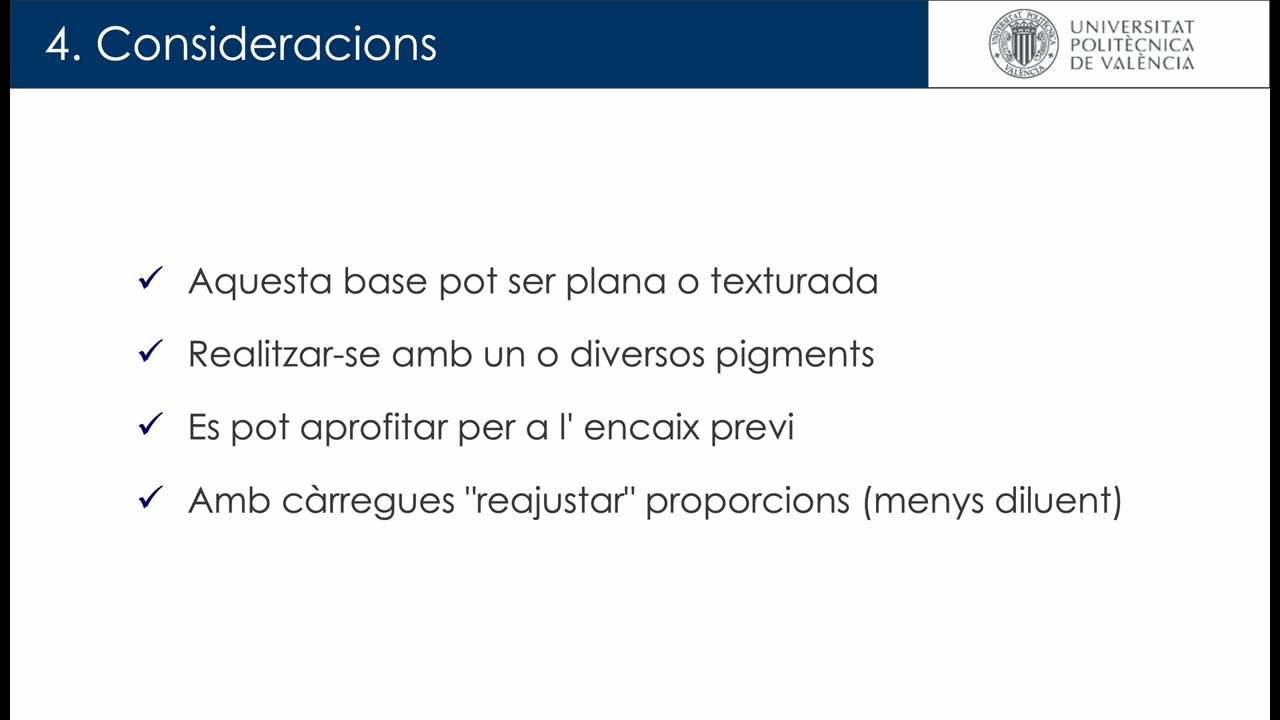 4. Consideracions
UNIVERSITAT
POLITÈCNICA
DE VALÈNCIA
Aquesta base pot ser plana o texturada
Realitzar-se amb un o diversos pigments
Es pot aprofitar per a l' encaix previ
Amb càrregues "reajustar" proporcions (menys diluent)